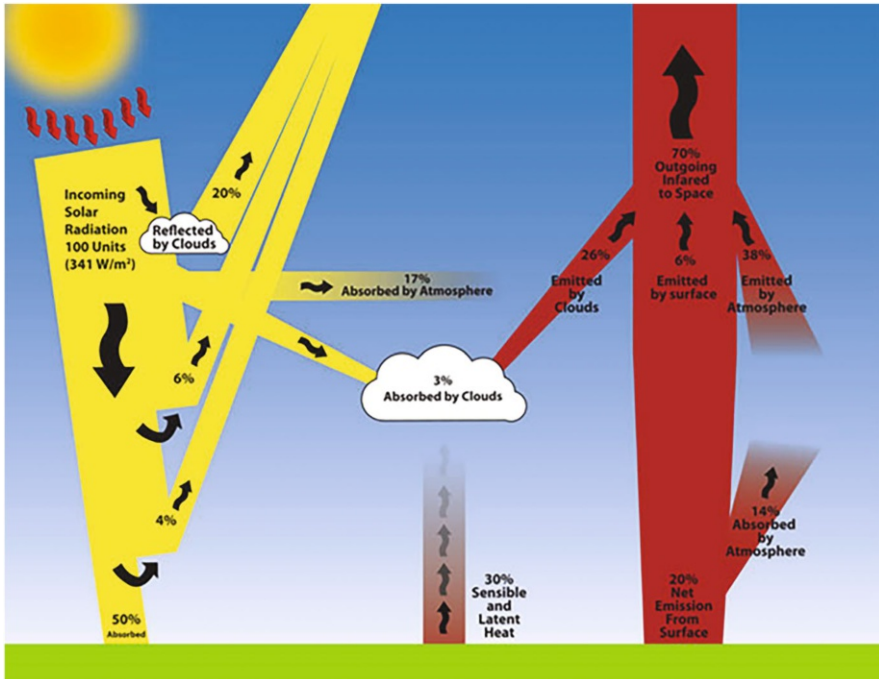 Incoming
Solar
Radiation
100 Units
(341 W/m²)
Reflected
by Clouds
20%
17%
Absorbed by Atmosphere
6%
4%
50%
Absorbed
3%
Absorbed by Clouds
30%
Sensible
and
Latent
Heat
70%
Outgoing
Infared
to Space
26%
Emitted
by
Clouds
6%
Emitted
by surface
38%
Emitted
by
Atmosphere
14%
Absorbed
by
Atmosphere
20%
Net
Emission
From
Surface